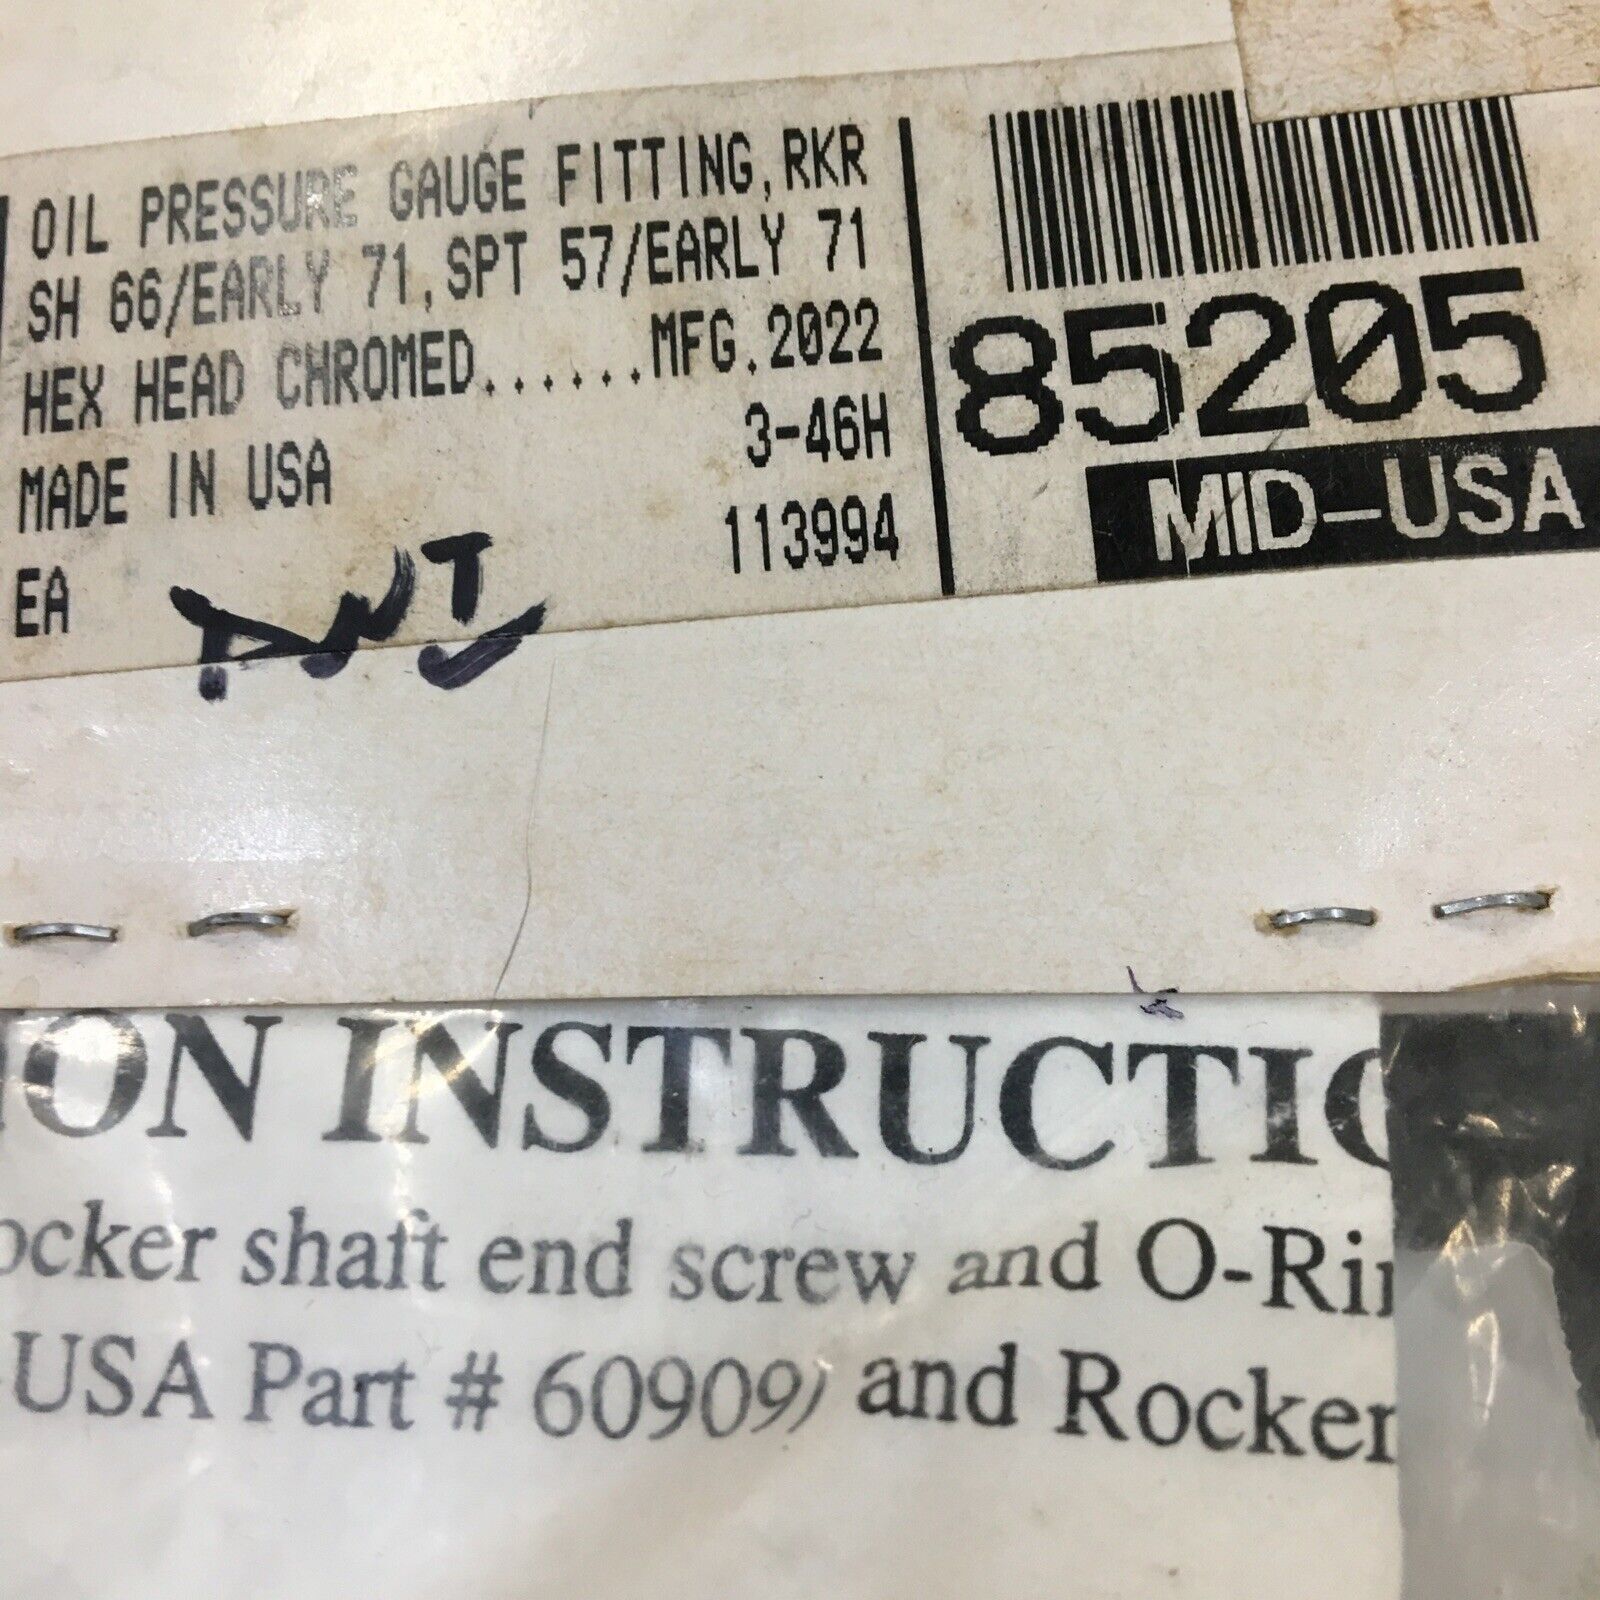 OIL PRESSURE GAUGE FITTING,RKR
SH 66/EARLY 71,SPT 57/EARLY 71
HEX HEAD CHROMED......MFG.2022
MADE IN USA 3-46H
EA 113994
85205
MID-USA
ION INSTRUCTIO
ocker shaft end screw and O-Rin
-USA Part # 60909) and Rocker